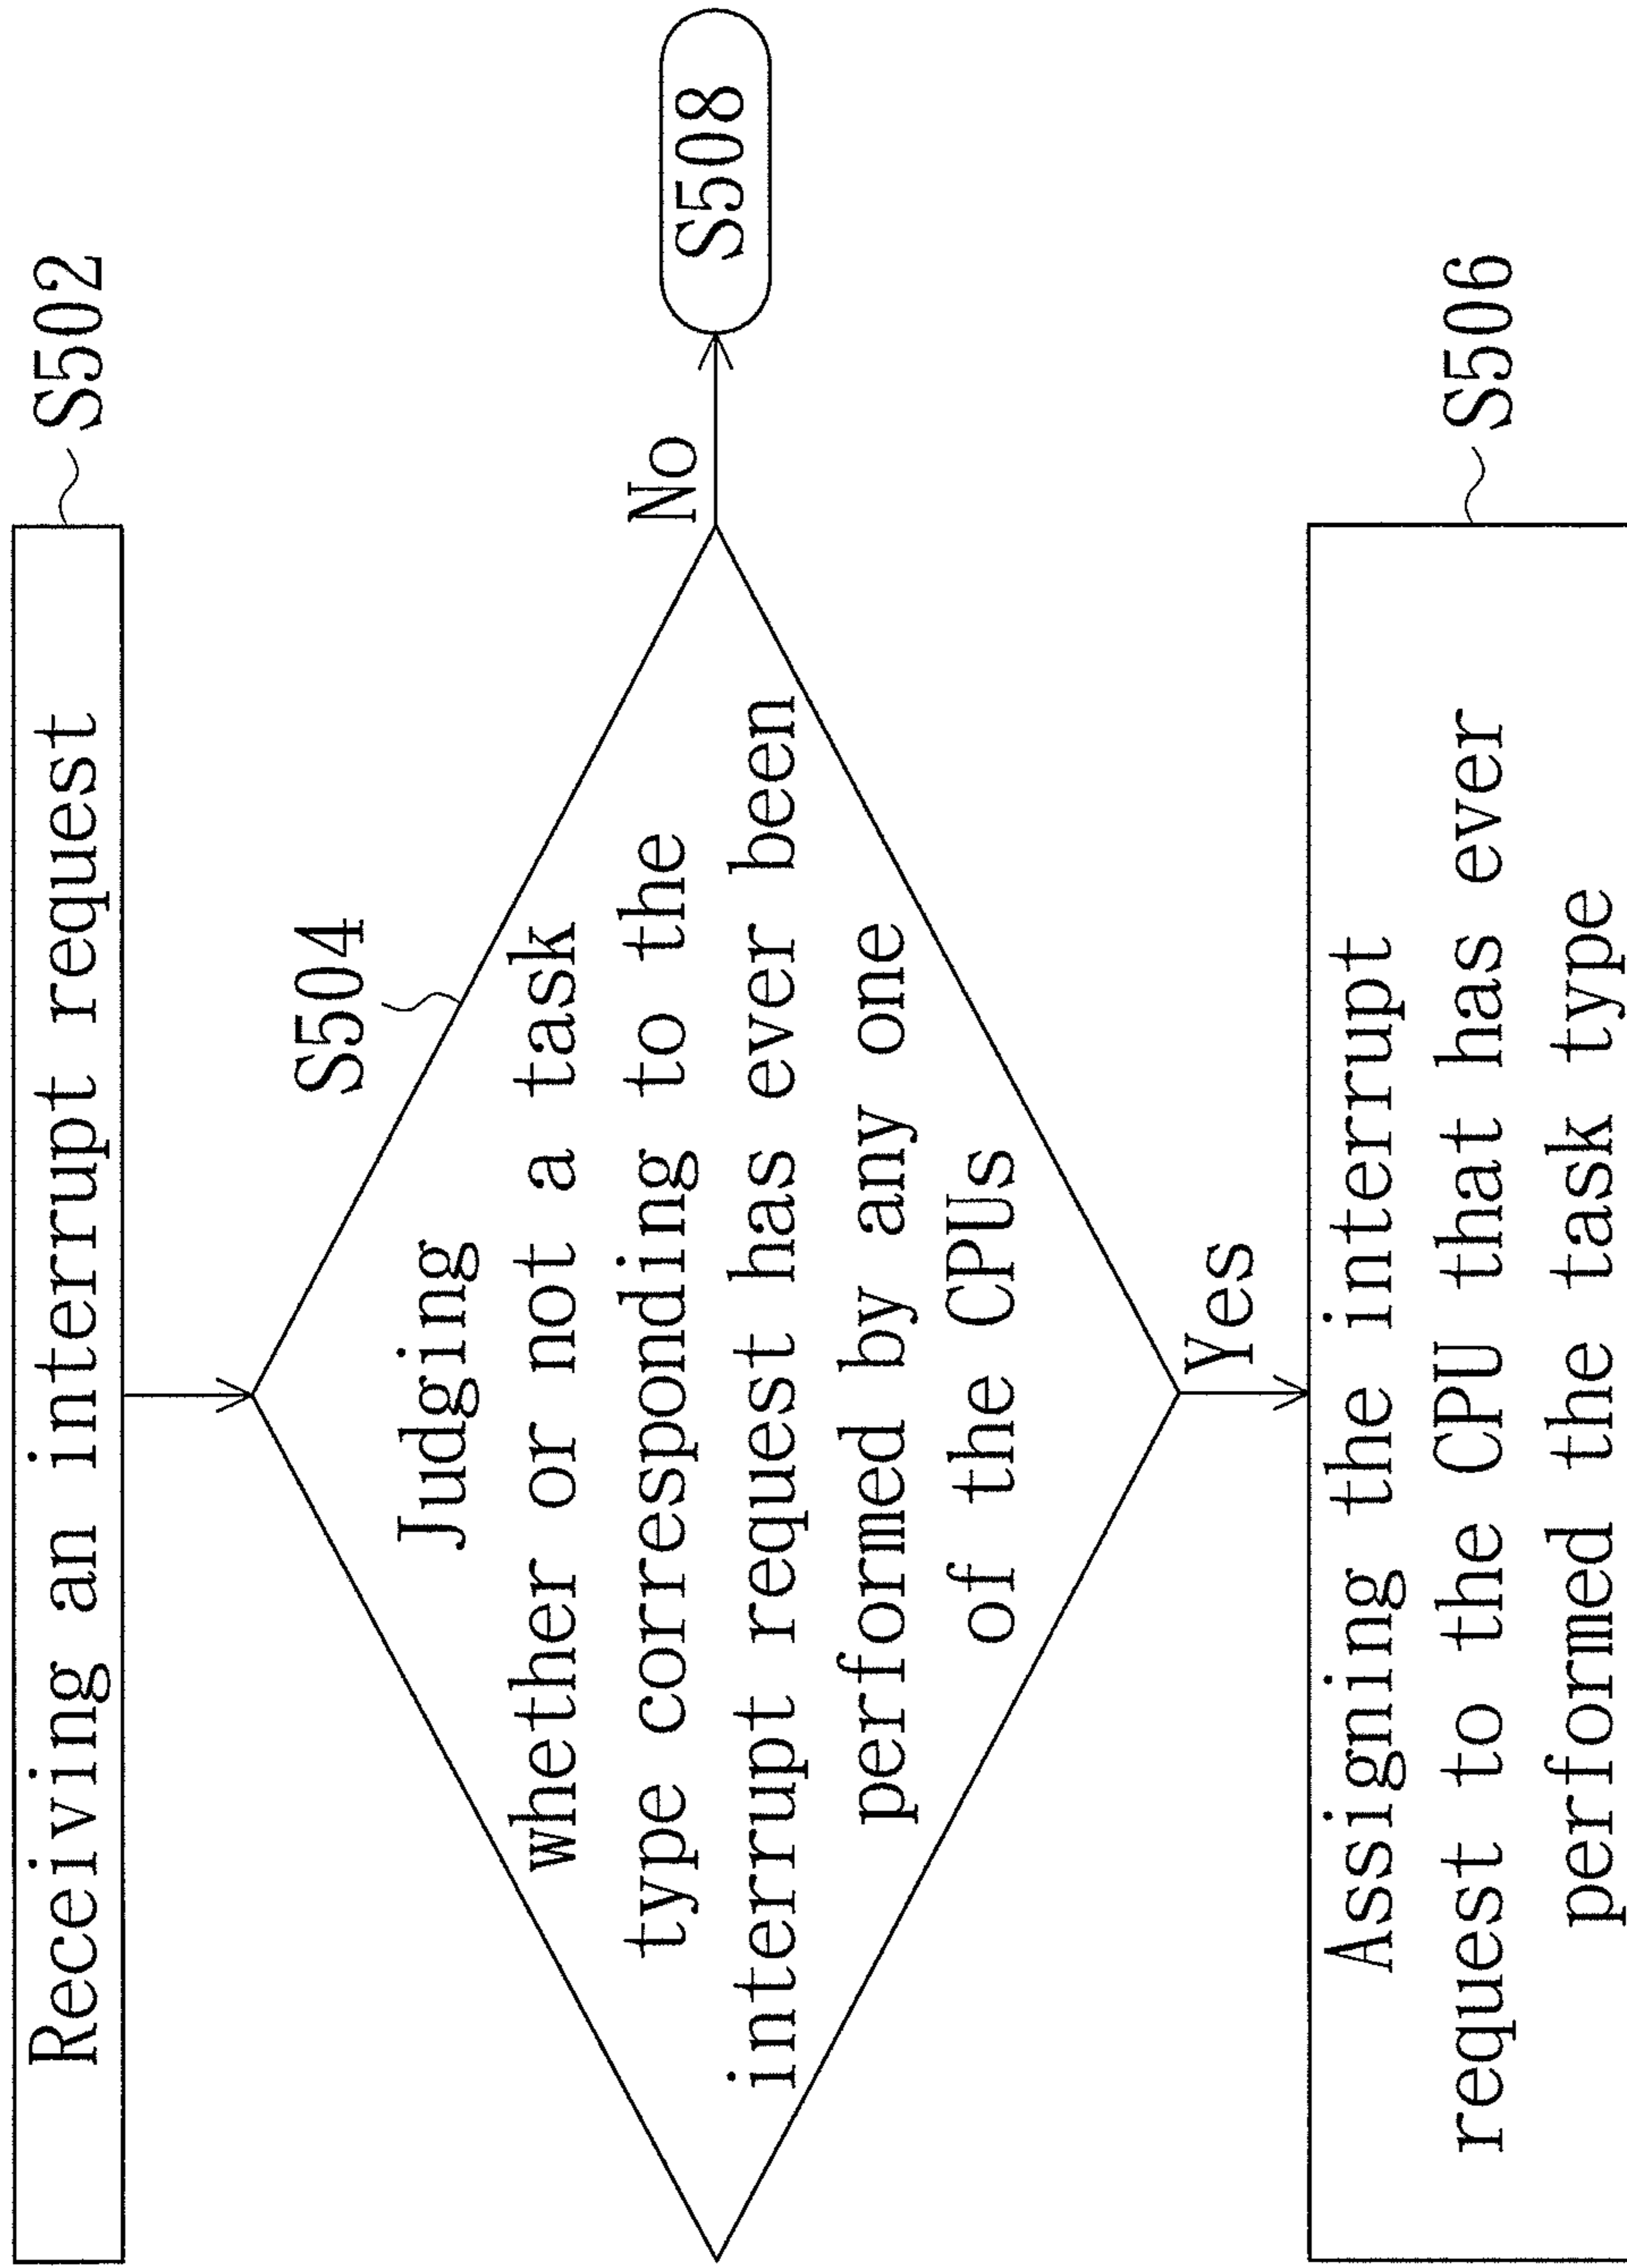 Receiving an interrupt request
S502
S504
Judging
whether or not a task
type corresponding to the
interrupt request has ever been
performed by any one
of the CPUs
No
S508
Yes
Assigning the interrupt
request to the CPU that has ever
performed the task type
S506